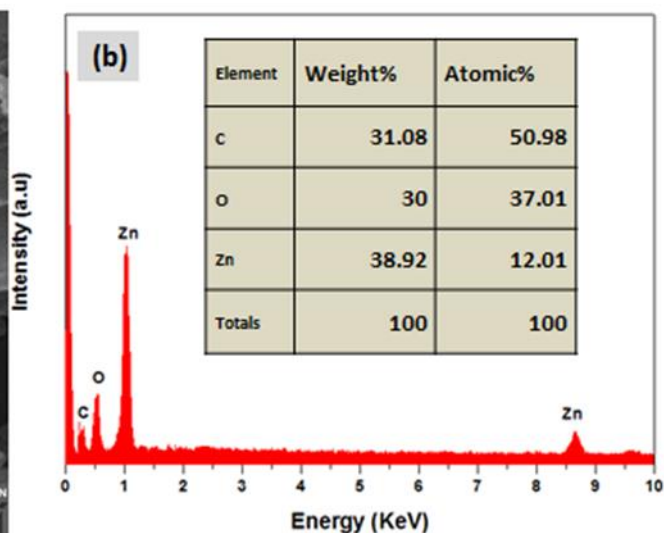 (b)
Element Weight% Atomic%
C 31.08 50.98
O 30 37.01
Zn 38.92 12.01
Totals 100 100
Intensity (a.u)
Zn
O
C
Zn
0 1 2 3 4 5 6 7 8 9 10
Energy (KeV)
N